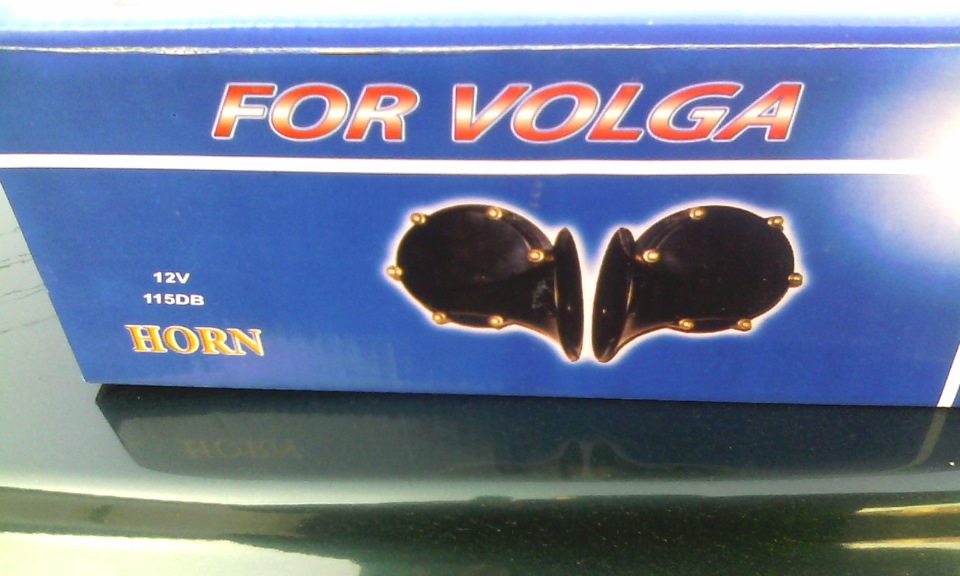 FOR VOLGA
12V
115DB
HORN